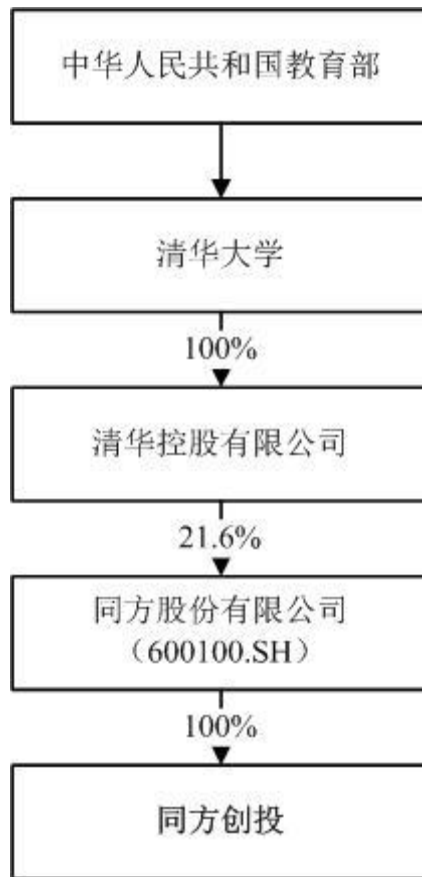 中华人民共和国教育部
清华大学
100%
清华控股有限公司
21.6%
同方股份有限公司
（600100.SH）
100%
同方创投